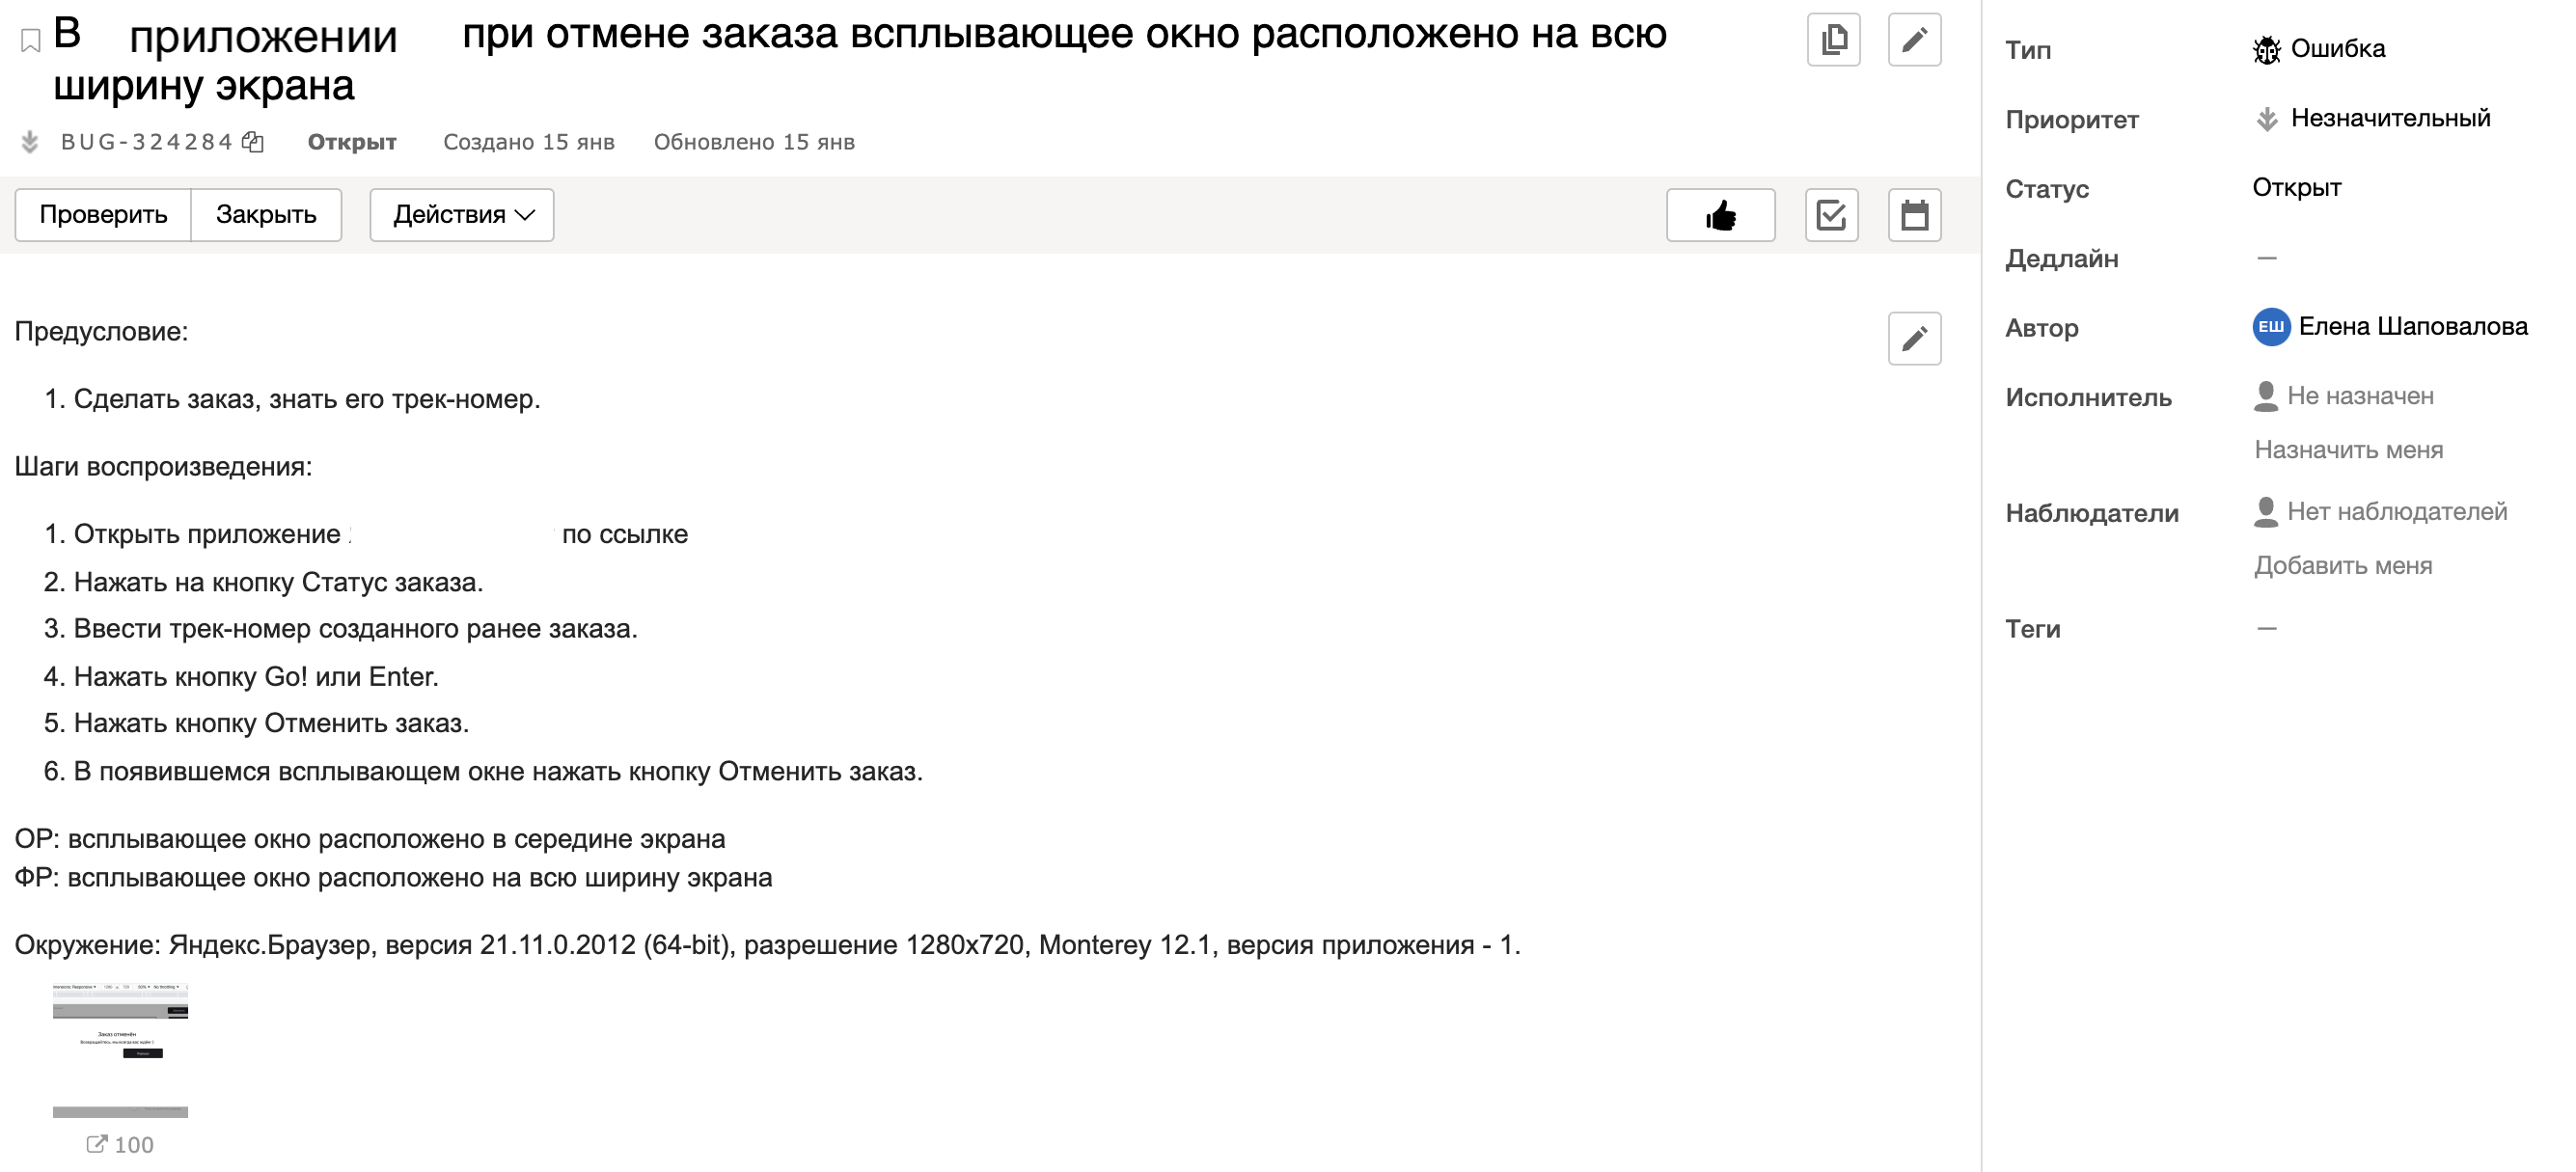 В приложении при отмене заказа всплывающее окно расположено на всю
ширину экрана
BUG-324284 Открыт Создано 15 янв Обновлено 15 янв
Проверить Закрыть Действия
Предусловие:
1. Сделать заказ, знать его трек-номер.
Шаги воспроизведения:
1. Открыть приложение по ссылке
2. Нажать на кнопку Статус заказа.
3. Ввести трек-номер созданного ранее заказа.
4. Нажать кнопку Go! или Enter.
5. Нажать кнопку Отменить заказ.
6. В появившемся всплывающем окне нажать кнопку Отменить заказ.
ОР: всплывающее окно расположено в середине экрана
ФР: всплывающее окно расположено на всю ширину экрана
Окружение: Яндекс.Браузер, версия 21.11.0.2012 (64-bit), разрешение 1280x720, Monterey 12.1, версия приложения - 1.
Заказ отменён
100
Тип Ошибка
Приоритет Незначительный
Статус Открыт
Дедлайн —
Автор ЕШ Елена Шаповалова
Исполнитель Не назначен
Назначить меня
Наблюдатели Нет наблюдателей
Добавить меня
Теги —